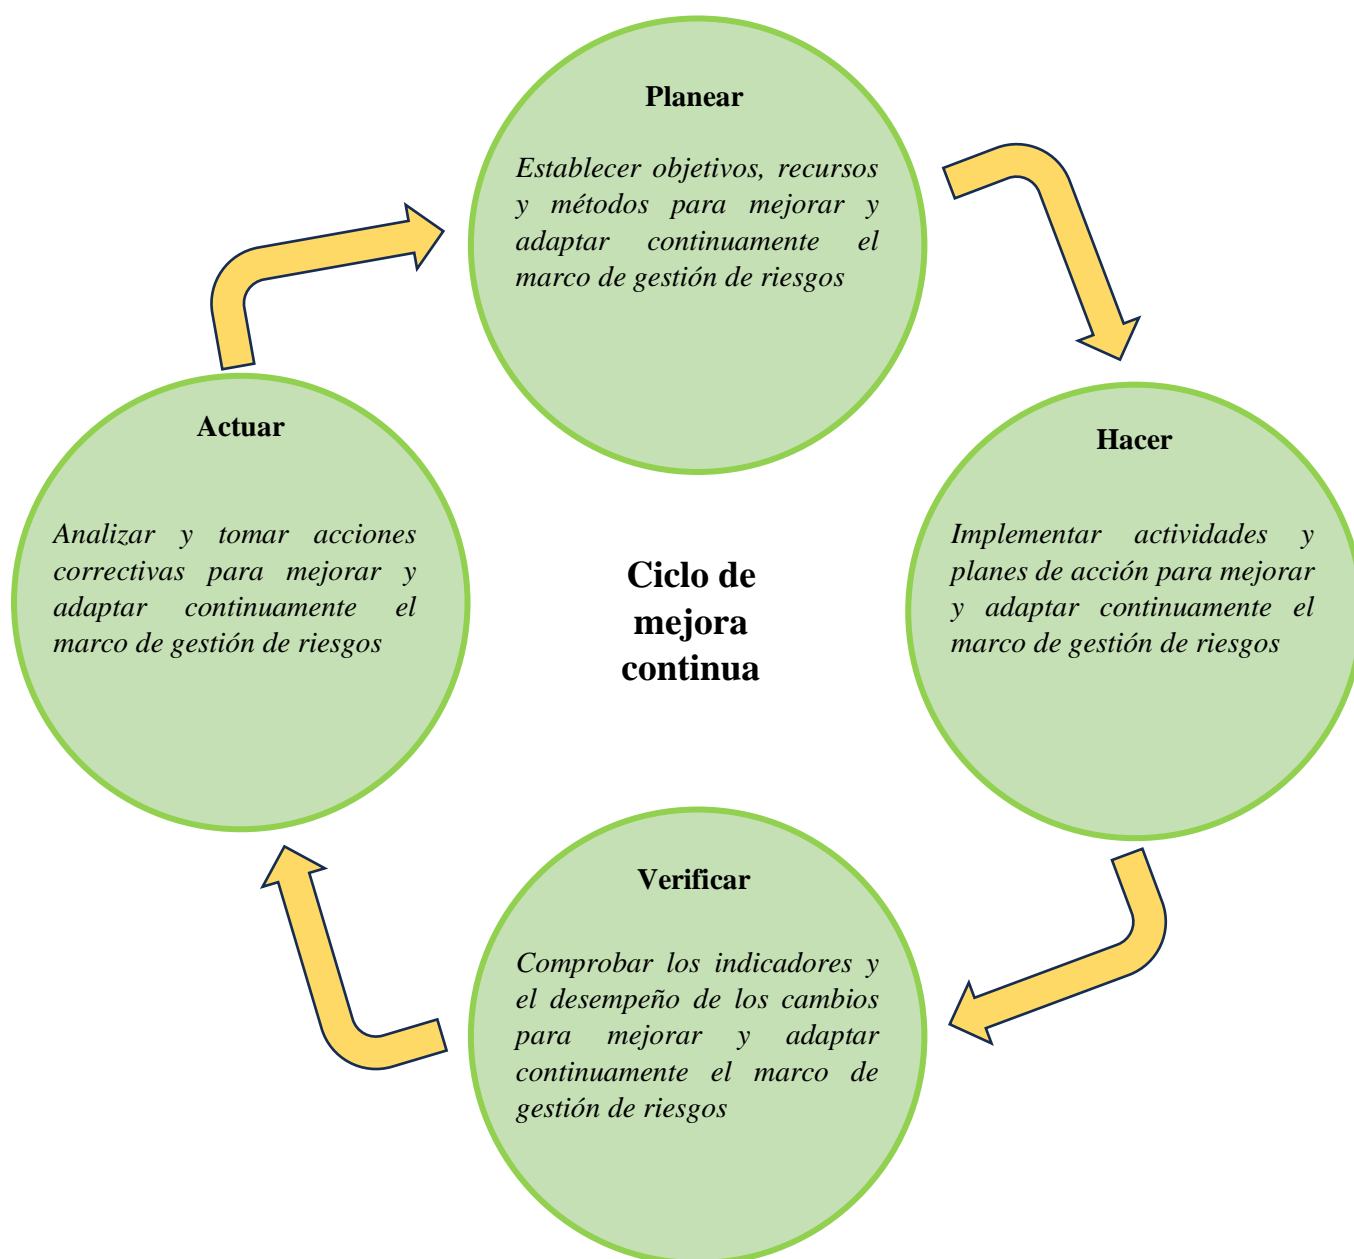 Planear
Establecer objetivos, recursos
y métodos para mejorar y
adaptar continuamente el
marco de gestión de riesgos
Hacer
Implementar actividades y
planes de acción para mejorar
y adaptar continuamente el
marco de gestión de riesgos
Verificar
Comprobar los indicadores y
el desempeño de los cambios
para mejorar y adaptar
continuamente el marco de
gestión de riesgos
Actuar
Analizar y tomar acciones
correctivas para mejorar y
adaptar continuamente el
marco de gestión de riesgos
Ciclo de
mejora
continua